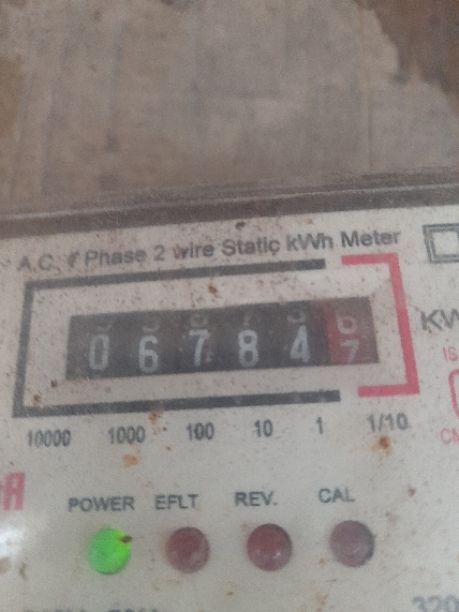 A.C. 1 Phase 2 wire Static kWh Meter
0 6 7 8 4 7
10000 1000 100 10 1 1/10
POWER EFLT REV. CAL